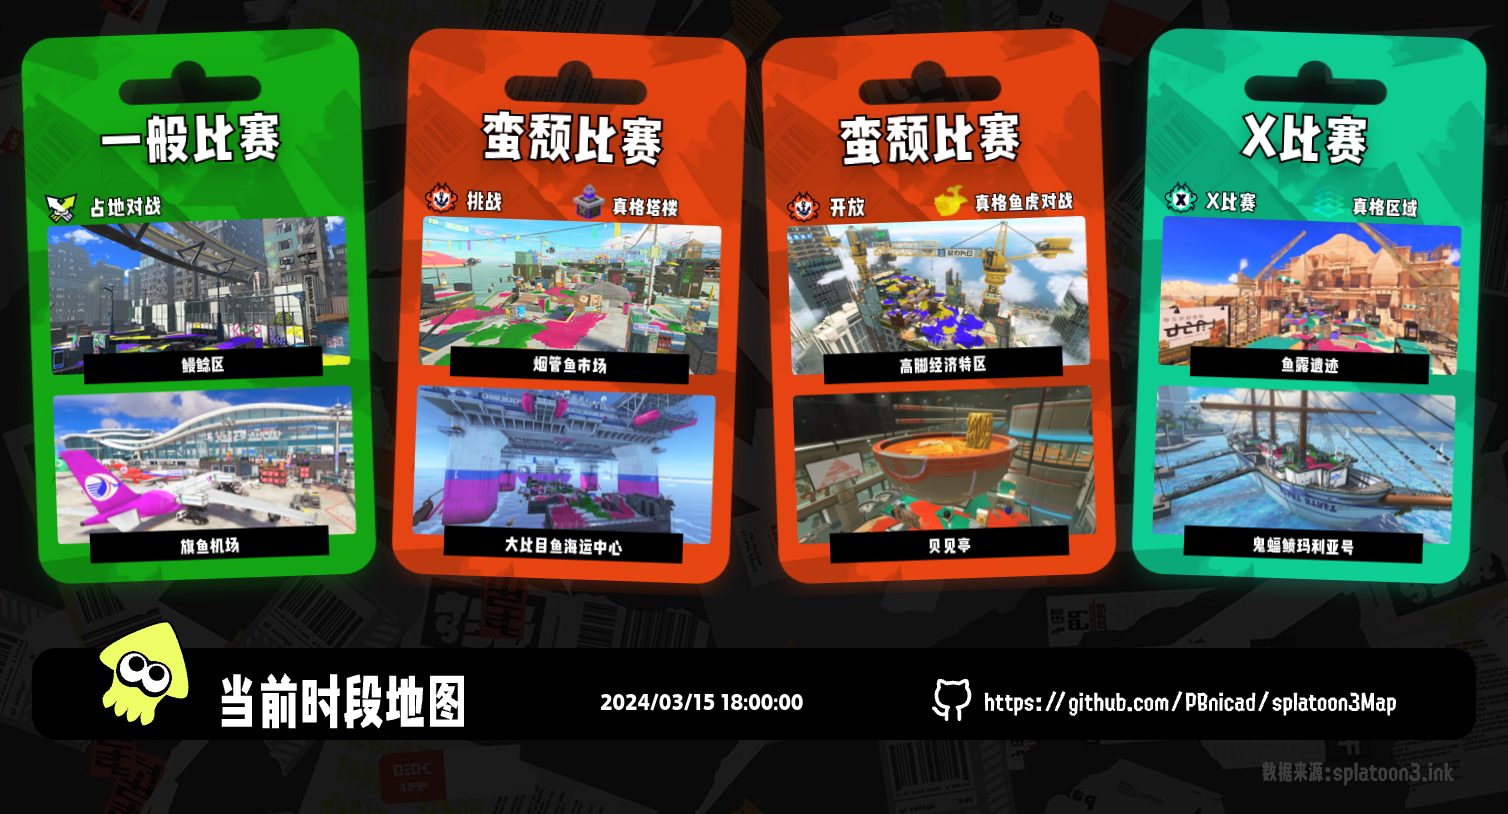 一般比赛
占地对战
鳗鲶区
旗鱼机场
蛮颓比赛
挑战
真格塔楼
烟管鱼市场
大比目鱼海运中心
蛮颓比赛
开放
真格鱼虎对战
高脚经济特区
贝见亭
X比赛
X比赛
真格区域
鱼露遗迹
鬼蝠鲼玛利亚号
当前时段地图
2024/03/15 18:00:00
https://github.com/PBnicad/splatoon3Map
数据来源:splatoon3.ink